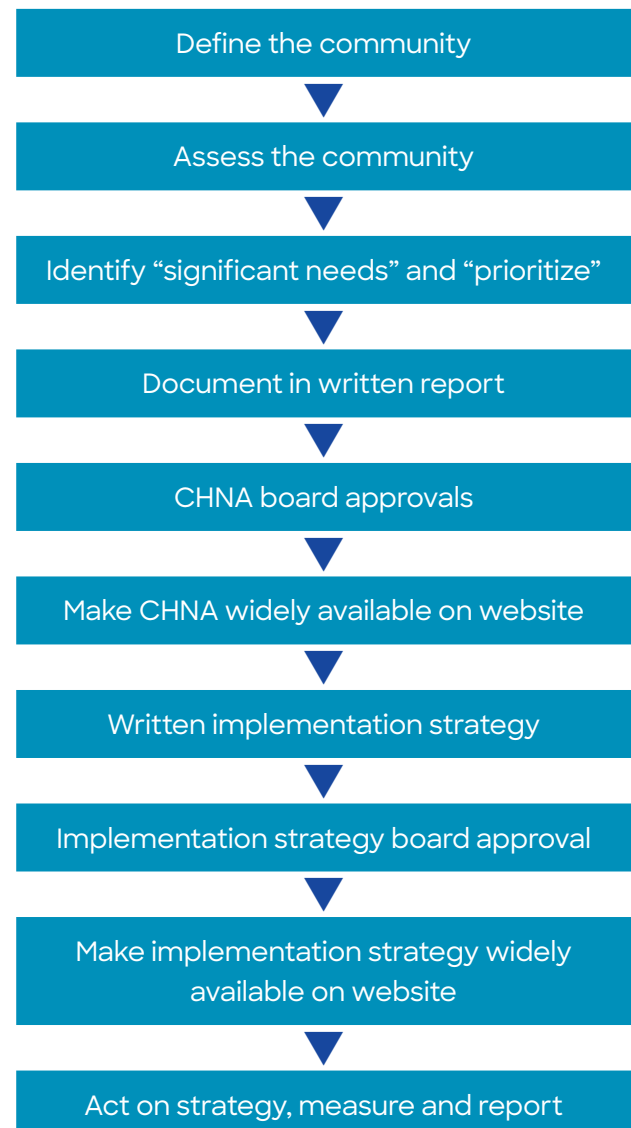 Define the community
Assess the community
Identify “significant needs” and “prioritize”
Document in written report
CHNA board approvals
Make CHNA widely available on website
Written implementation strategy
Implementation strategy board approval
Make implementation strategy widely
available on website
Act on strategy, measure and report